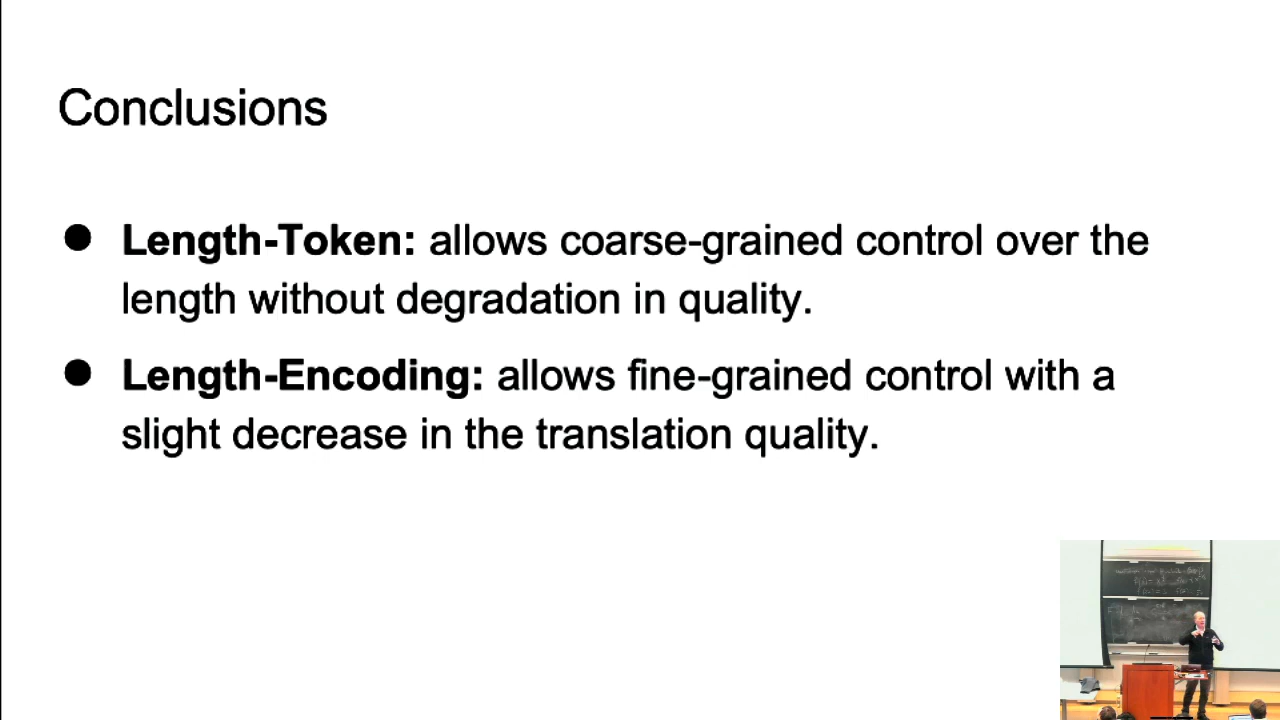 Conclusions
● Length-Token: allows coarse-grained control over the
length without degradation in quality.
● Length-Encoding: allows fine-grained control with a
slight decrease in the translation quality.